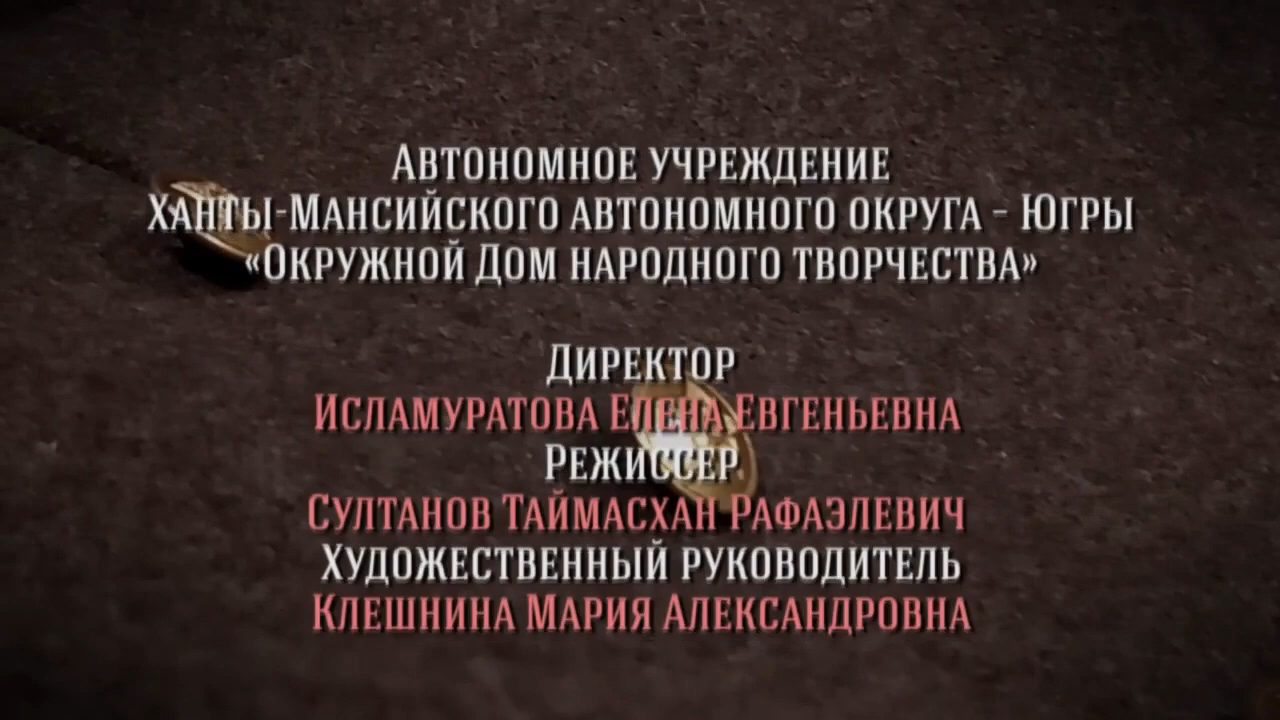 Автономное учреждение
Ханты-Мансийского автономного округа – Югры
«Окружной Дом народного творчества»
Директор
Исламуратова Елена Евгеньевна
Режиссер
Султанов Таймасхан Рафаэлевич
Художественный руководитель
Клешнина Мария Александровна